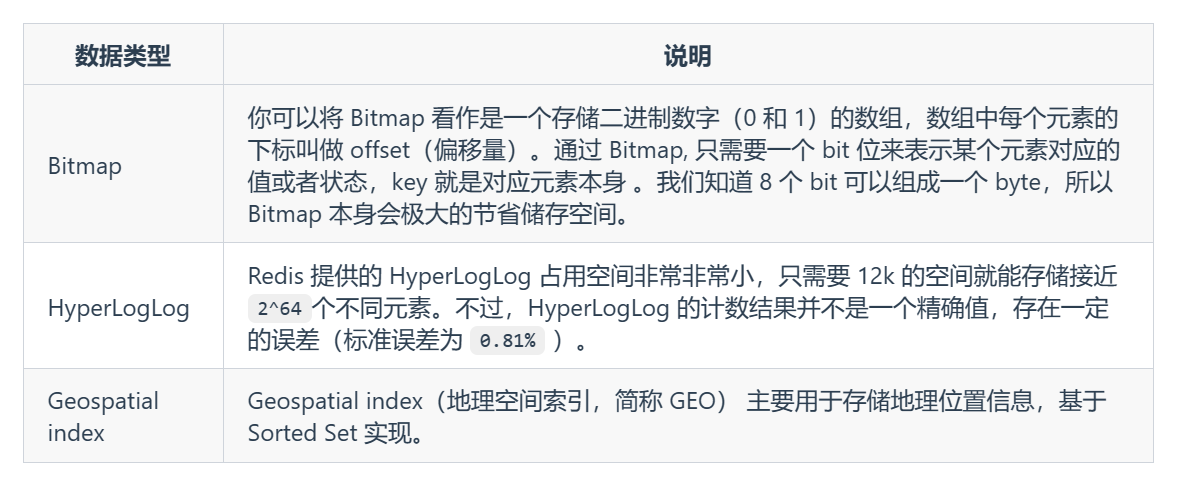 数据类型
说明
Bitmap
你可以将 Bitmap 看作是一个存储二进制数字（0 和 1）的数组，数组中每个元素的
下标叫做 offset（偏移量）。通过 Bitmap, 只需要一个 bit 位来表示某个元素对应的
值或者状态，key 就是对应元素本身 。我们知道 8 个 bit 可以组成一个 byte，所以
Bitmap 本身会极大的节省储存空间。
HyperLogLog
Redis 提供的 HyperLogLog 占用空间非常非常小，只需要 12k 的空间就能存储接近
2^64个不同元素。不过，HyperLogLog 的计数结果并不是一个精确值，存在一定
的误差（标准误差为 0.81% ）。
Geospatial
index
Geospatial index（地理空间索引，简称 GEO） 主要用于存储地理位置信息，基于
Sorted Set 实现。